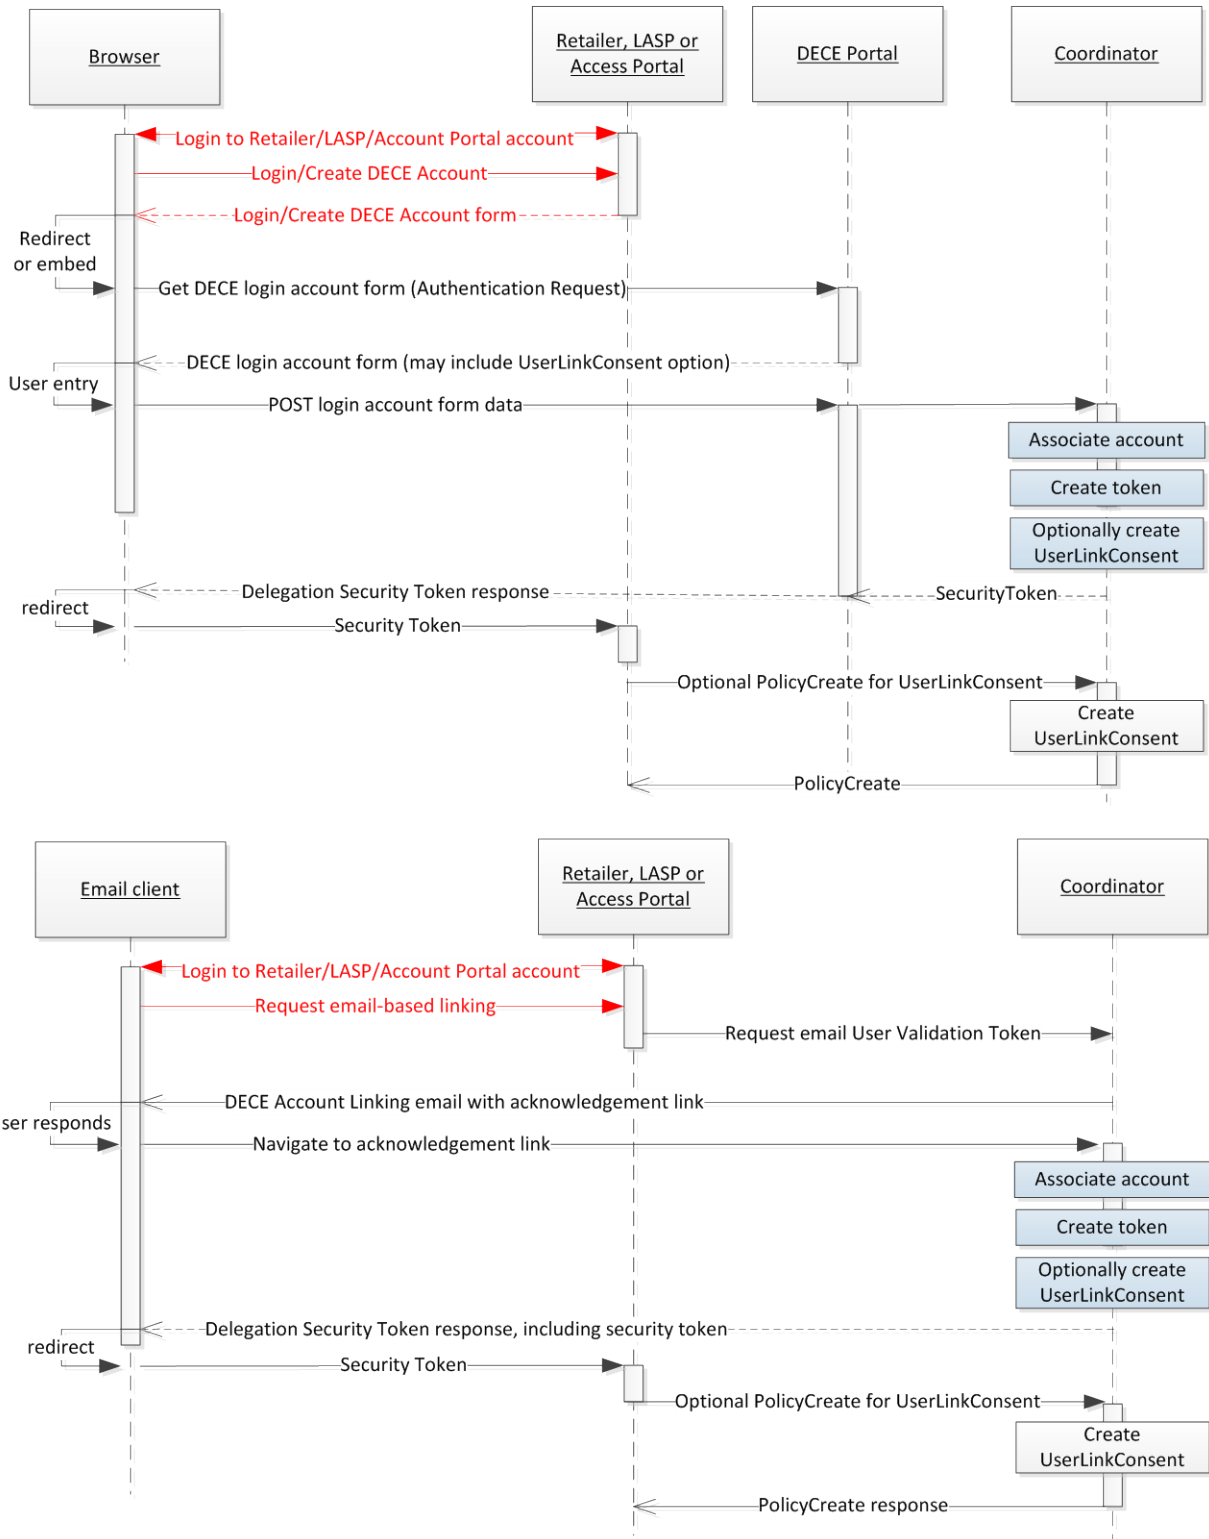 Browser
Retailer, LASP or
Access Portal
DECE Portal
Coordinator
Login to Retailer/LASP/Account Portal account
Login/Create DECE Account
Login/Create DECE Account form
Redirect
or embed
Get DECE login account form (Authentication Request)
DECE login account form (may include UserLinkConsent option)
User entry
POST login account form data
Associate account
Create token
Optionally create
UserLinkConsent
Delegation Security Token response
SecurityToken
redirect
Security Token
Optional PolicyCreate for UserLinkConsent
Create
UserLinkConsent
PolicyCreate
Email client
Retailer, LASP or
Access Portal
Coordinator
Login to Retailer/LASP/Account Portal account
Request email-based linking
Request email User Validation Token
DECE Account Linking email with acknowledgement link
ser responds
Navigate to acknowledgement link
Associate account
Create token
Optionally create
UserLinkConsent
Delegation Security Token response, including security token
redirect
Security Token
Optional PolicyCreate for UserLinkConsent
Create
UserLinkConsent
PolicyCreate response